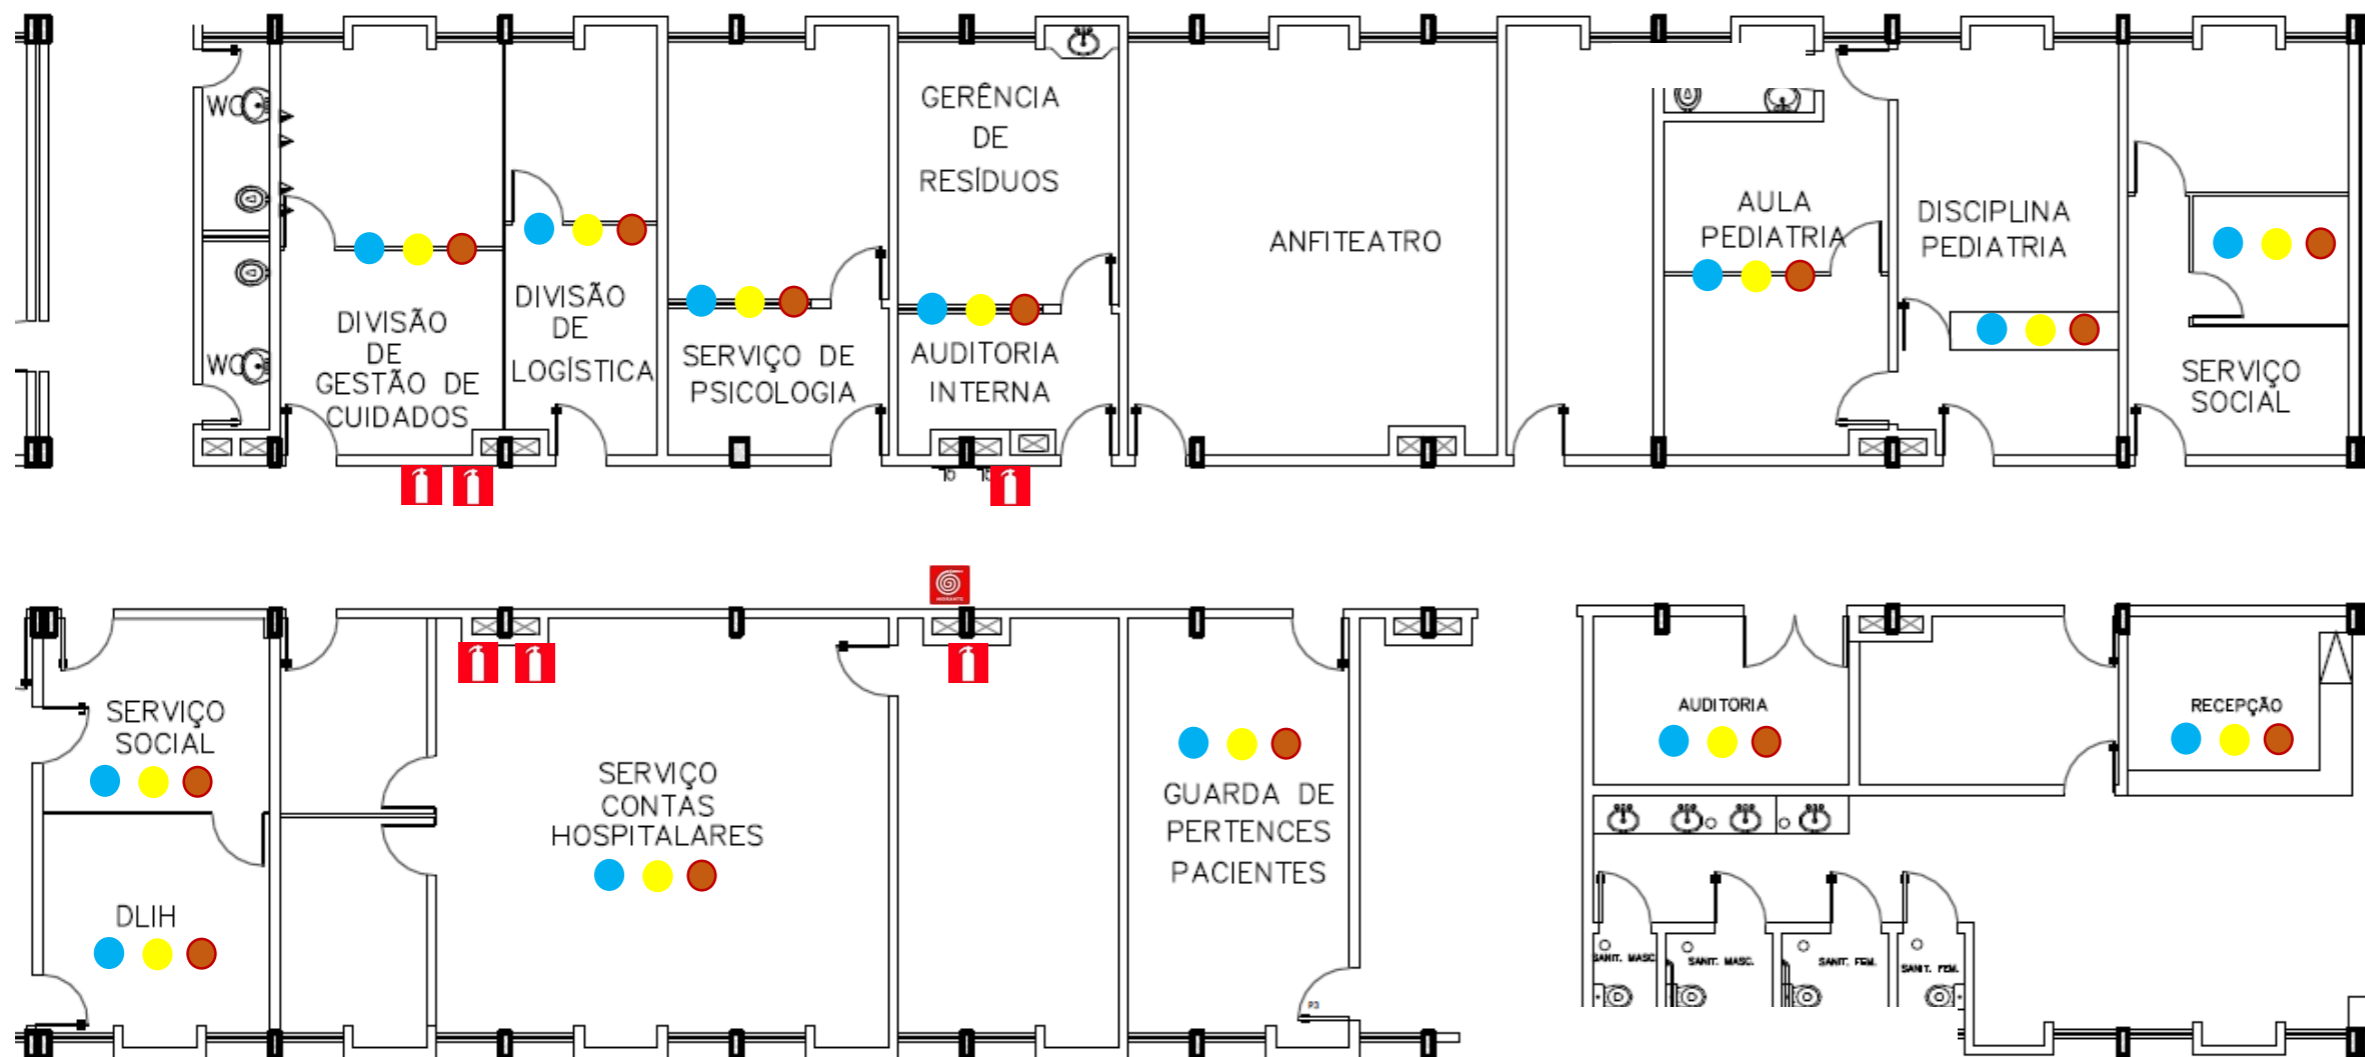 WC
WC
DIVISÃO
DE
GESTÃO DE
CUIDADOS
DIVISÃO
DE
LOGÍSTICA
SERVIÇO DE
PSICOLOGIA
GERÊNCIA
DE
RESÍDUOS
AUDITORIA
INTERNA
ANFITEATRO
AULA
PEDIATRIA
DISCIPLINA
PEDIATRIA
SERVIÇO
SOCIAL
HIDRANTE
SERVIÇO
SOCIAL
DLIH
SERVIÇO
CONTAS
HOSPITALARES
GUARDA DE
PERTENCES
PACIENTES
P3
AUDITORIA
RECEPÇÃO
SANIT. MASC.
SANIT. MASC.
SANIT. FEM.
SANIT. FEM.